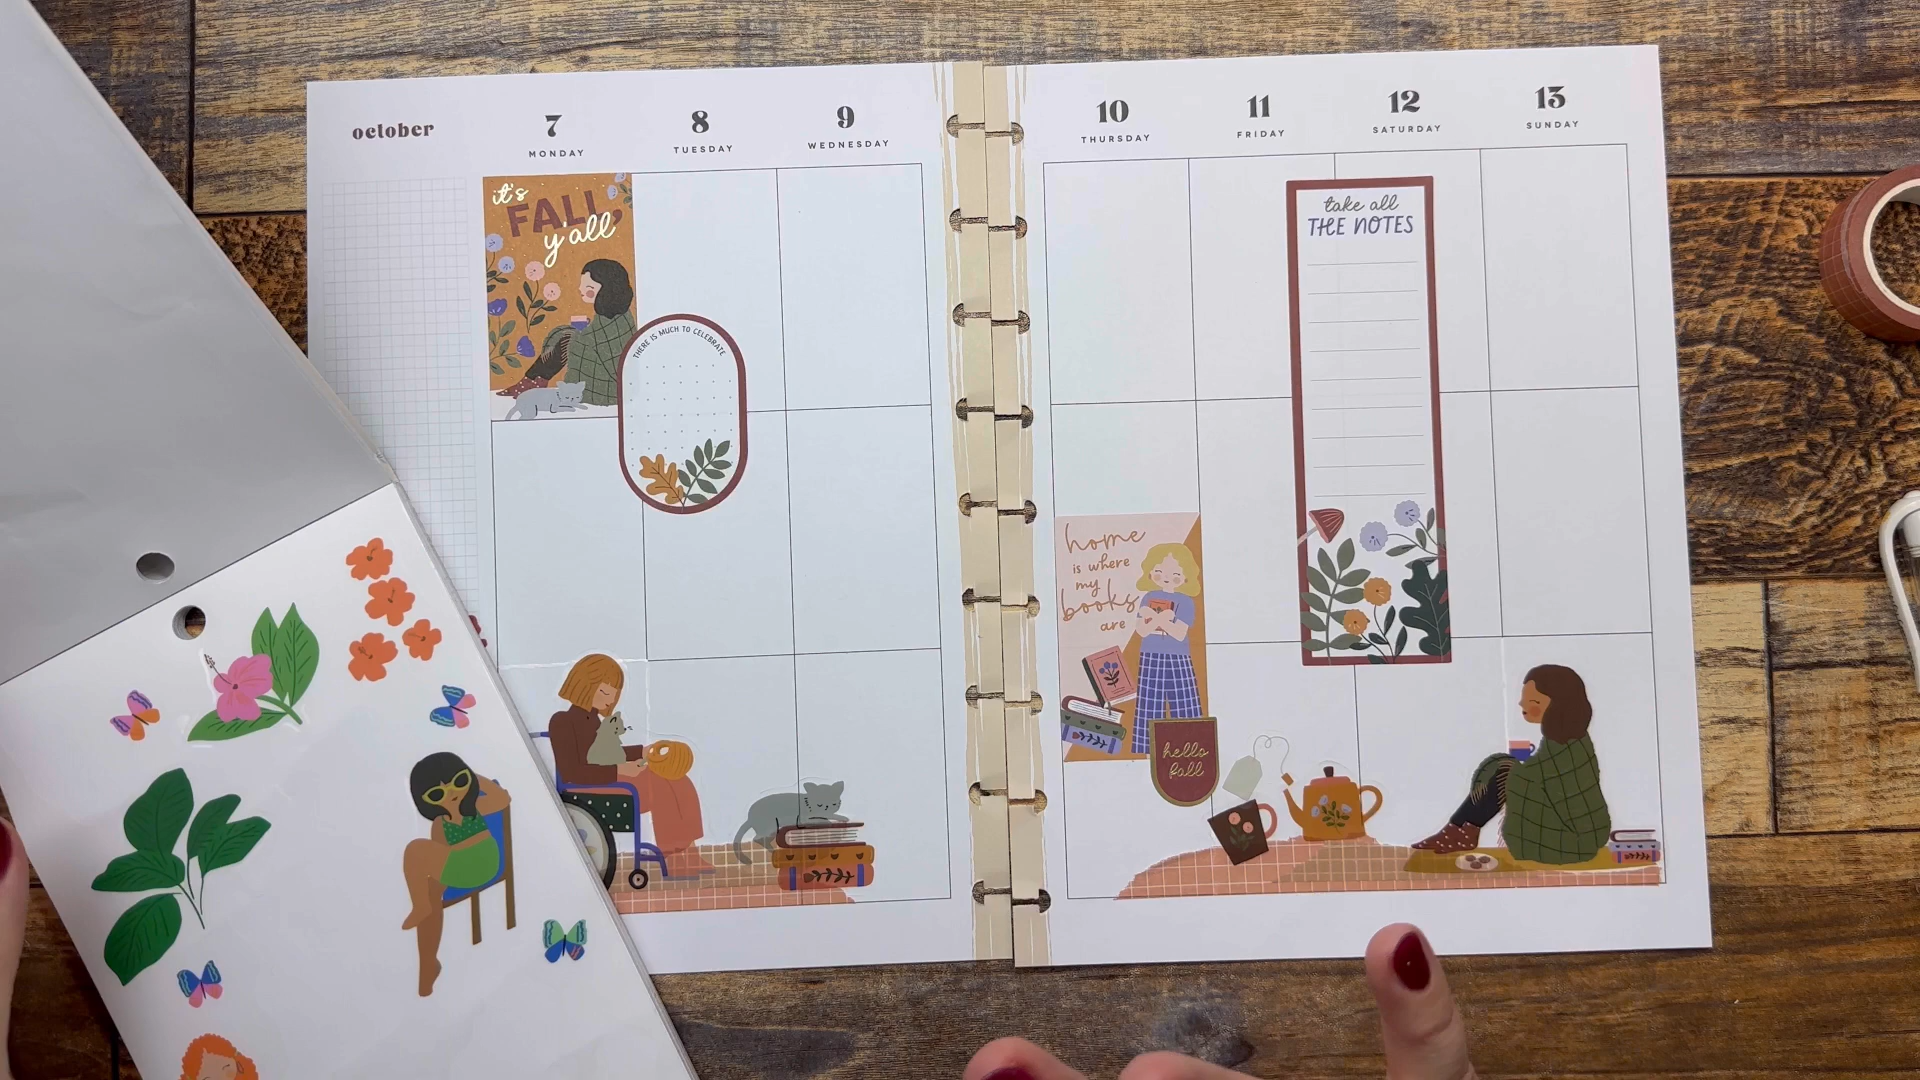 october
7
MONDAY
8
TUESDAY
9
WEDNESDAY
10
THURSDAY
11
FRIDAY
12
SATURDAY
13
SUNDAY
it's
FALL,
y'all
THERE IS MUCH TO CELEBRATE
take all
THE NOTES
home
is where
my
books
are
hello
fall